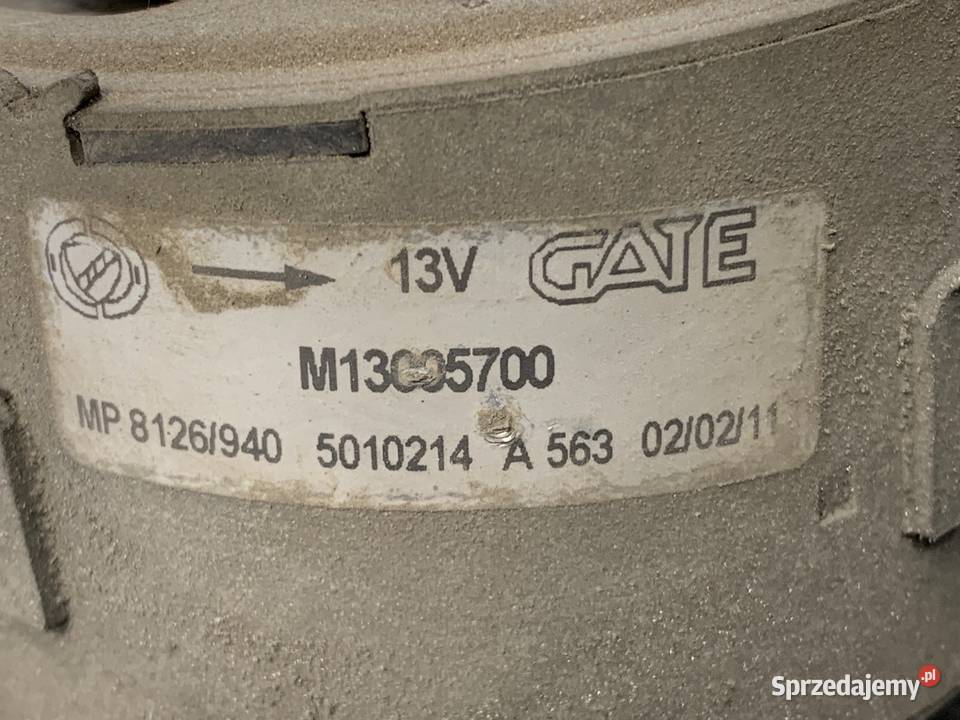 13V GATE
MP 8126/940 5010214 A 563 02/02/11
Sprzedajemy.pl